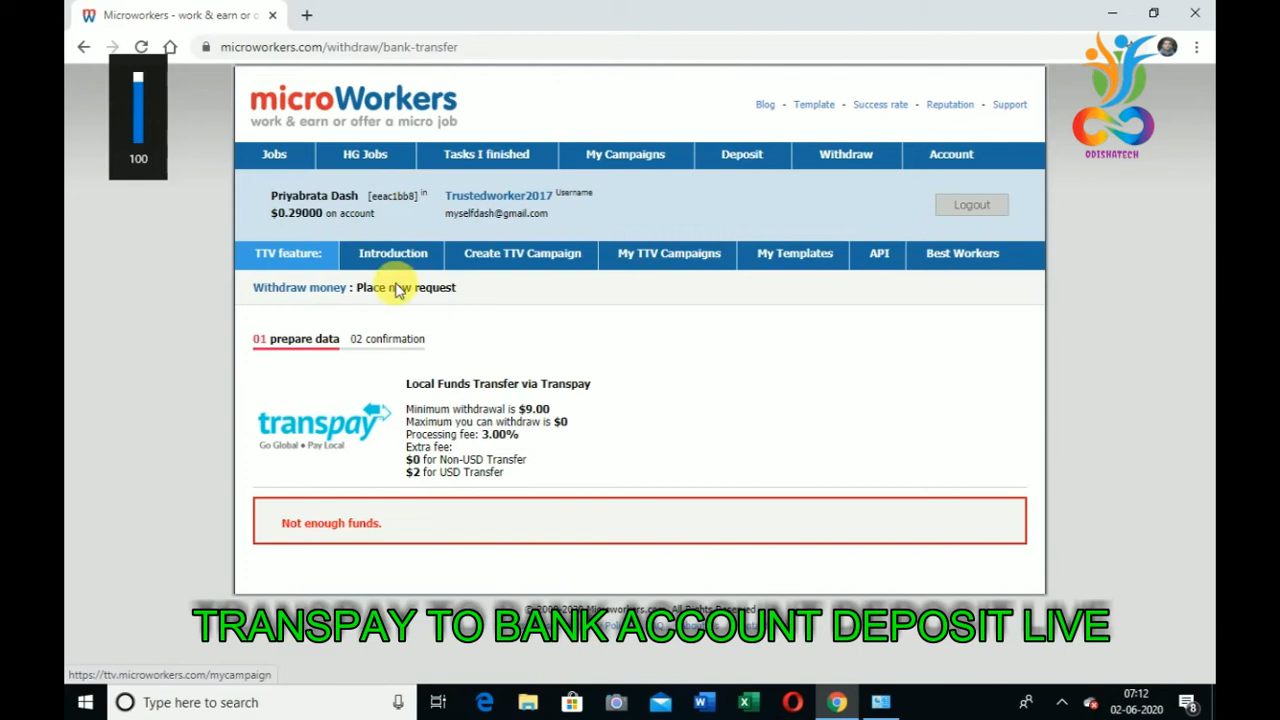 Microworkers - work & earn or o
microworkers.com/withdraw/bank-transfer
100
microWorkers
work & earn or offer a micro job
Blog - Template - Success rate - Reputation - Support
ODISHATECH
Jobs HG Jobs Tasks I finished My Campaigns Deposit Withdraw Account
Priyabrata Dash [eeac1bb8] in Trustedworker2017 Username
$0.29000 on account myselfdash@gmail.com
Logout
TTV feature: Introduction Create TTV Campaign My TTV Campaigns My Templates API Best Workers
Withdraw money : Place new request
01 prepare data 02 confirmation
Local Funds Transfer via Transpay
transpay
Go Global • Pay Local
Minimum withdrawal is $9.00
Maximum you can withdraw is $0
Processing fee: 3.00%
Extra fee:
$0 for Non-USD Transfer
$2 for USD Transfer
Not enough funds.
TRANSPAY TO BANK ACCOUNT DEPOSIT LIVE
https://ttv.microworkers.com/mycampaign
Type here to search
07:12
02-06-2020
8